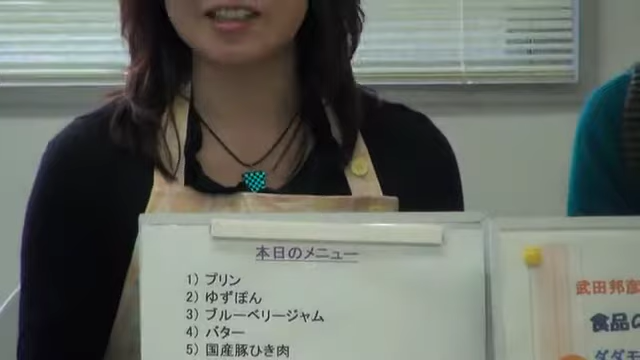 本日のメニュー
1) プリン
2) ゆずぽん
3) ブルーベリージャム
4) バター
5) 国産豚ひき肉
武田邦彦
食品の